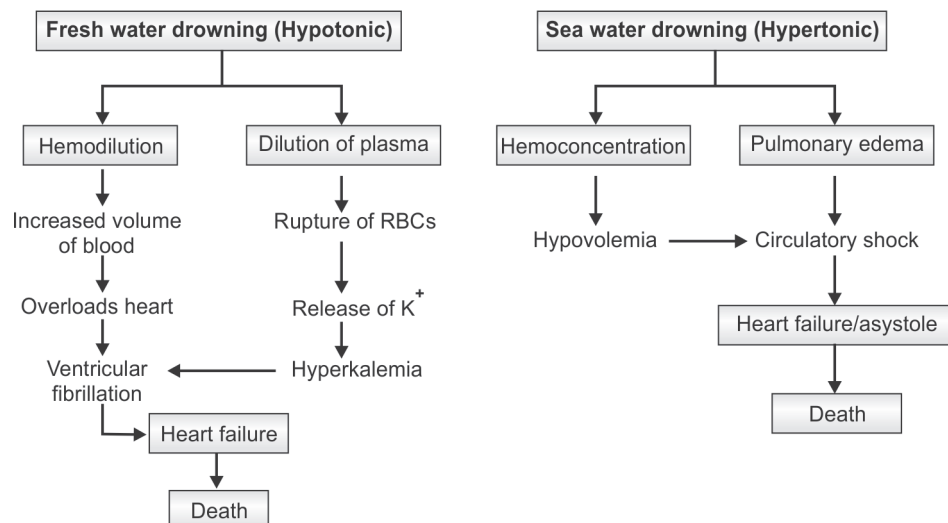 Fresh water drowning (Hypotonic)
Hemodilution
Increased volume
of blood
Overloads heart
Ventricular
fibrillation
Dilution of plasma
Rupture of RBCs
Release of K+
Hyperkalemia
Heart failure
Death
Sea water drowning (Hypertonic)
Hemoconcentration
Hypovolemia
Pulmonary edema
Circulatory shock
Heart failure/asystole
Death